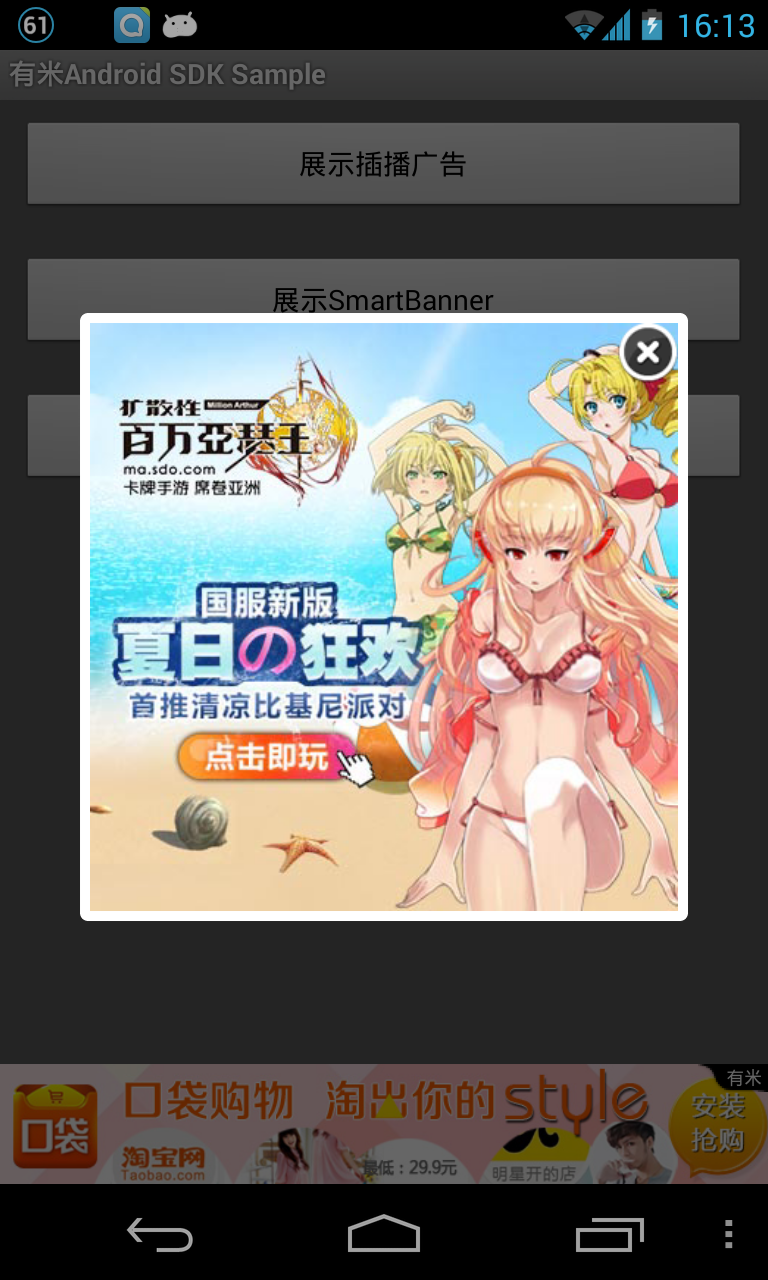 61
16:13
有米Android SDK Sample
展示插播广告
展示SmartBanner
扩散性 Million Arthur
百万亞瑟王
ma.sdo.com
卡牌手游 席卷亚洲
国服新版
夏日の狂欢
首推清凉比基尼派对
点击即玩
有米
口袋购物 淘出你的style
安装
抢购
口袋
淘宝网
Taobao.com
最低：29.9元
明星开的店